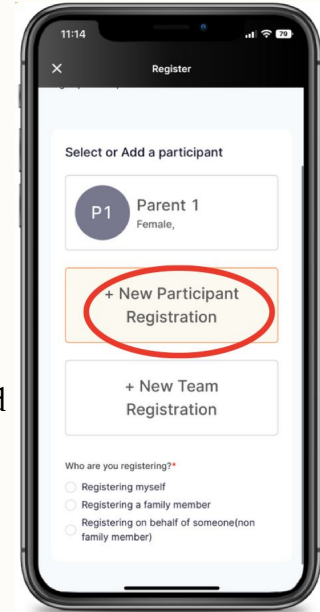 11:14
79
Register
Select or Add a participant
P1
Parent 1
Female,
+ New Participant
Registration
+ New Team
Registration
Who are you registering?*
Registering myself
Registering a family member
Registering on behalf of someone(non
family member)